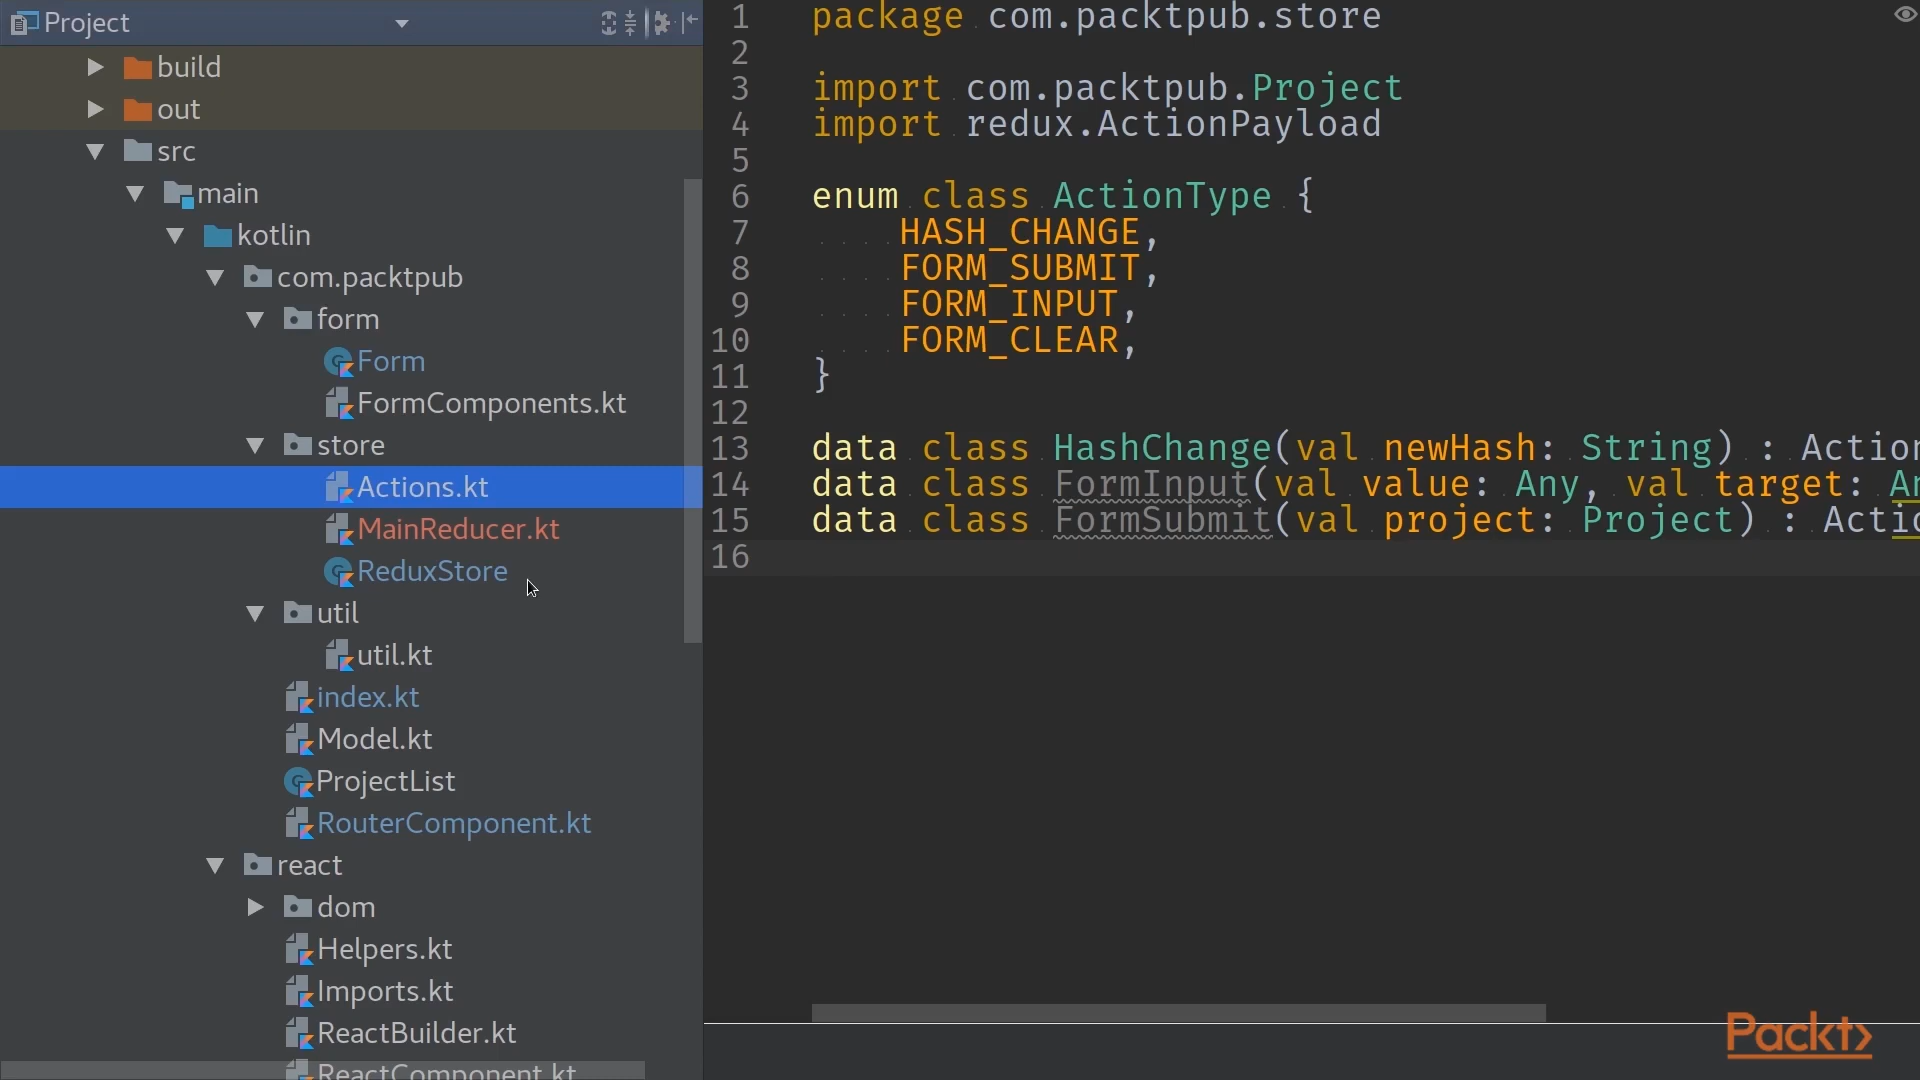 Project
build
out
src
main
kotlin
com.packtpub
form
Form
FormComponents.kt
store
Actions.kt
MainReducer.kt
ReduxStore
util
util.kt
index.kt
Model.kt
ProjectList
RouterComponent.kt
react
dom
Helpers.kt
Imports.kt
ReactBuilder.kt
ReactComponent.kt
1 package com.packtpub.store
2
3 import com.packtpub.Project
4 import redux.ActionPayload
5
6 enum class ActionType {
7 HASH_CHANGE,
8 FORM_SUBMIT,
9 FORM_INPUT,
10 FORM_CLEAR,
11 }
12
13 data class HashChange(val newHash: String) : Action
14 data class FormInput(val value: Any, val target: An
15 data class FormSubmit(val project: Project) : Actio
16
Packt>